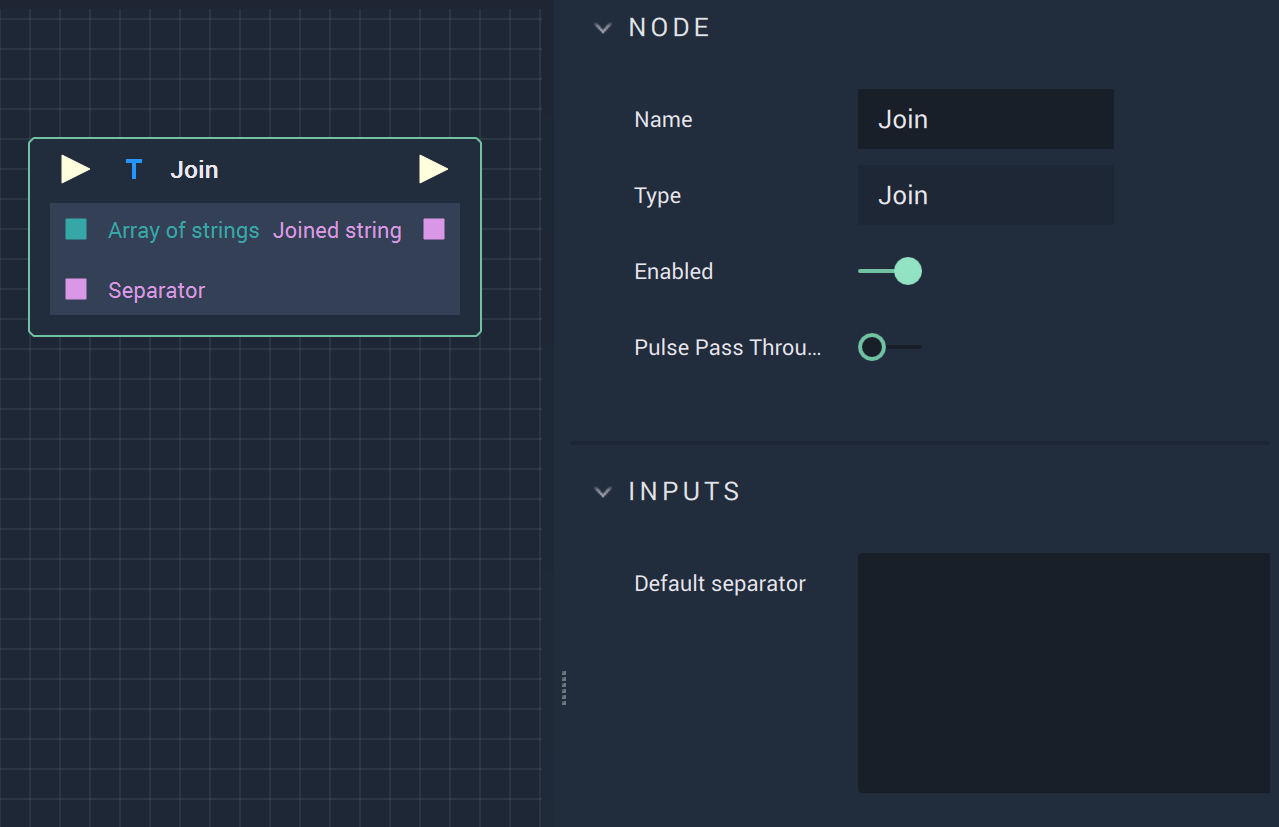 Join
Array of strings Joined string
Separator
NODE
Name Join
Type Join
Enabled
Pulse Pass Throu...
INPUTS
Default separator